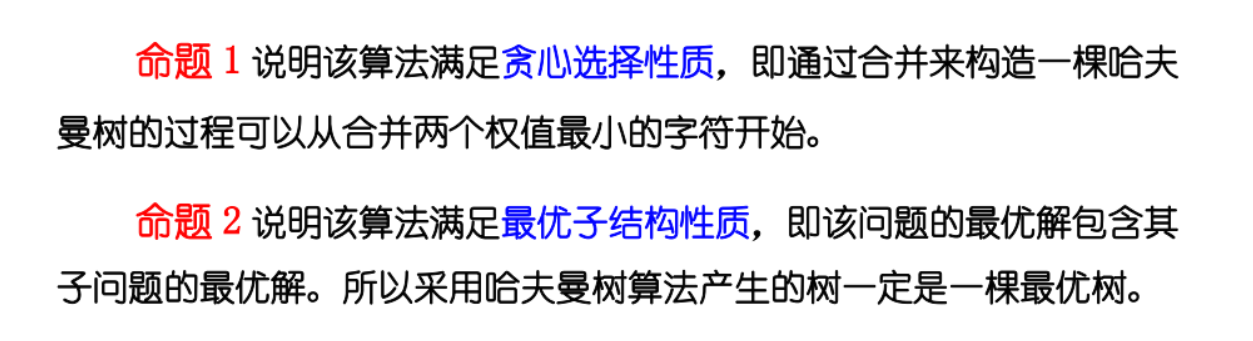 命题 1 说明该算法满足贪心选择性质，即通过合并来构造一棵哈夫
曼树的过程可以从合并两个权值最小的字符开始。
命题 2 说明该算法满足最优子结构性质，即该问题的最优解包含其
子问题的最优解。所以采用哈夫曼树算法产生的树一定是一棵最优树。